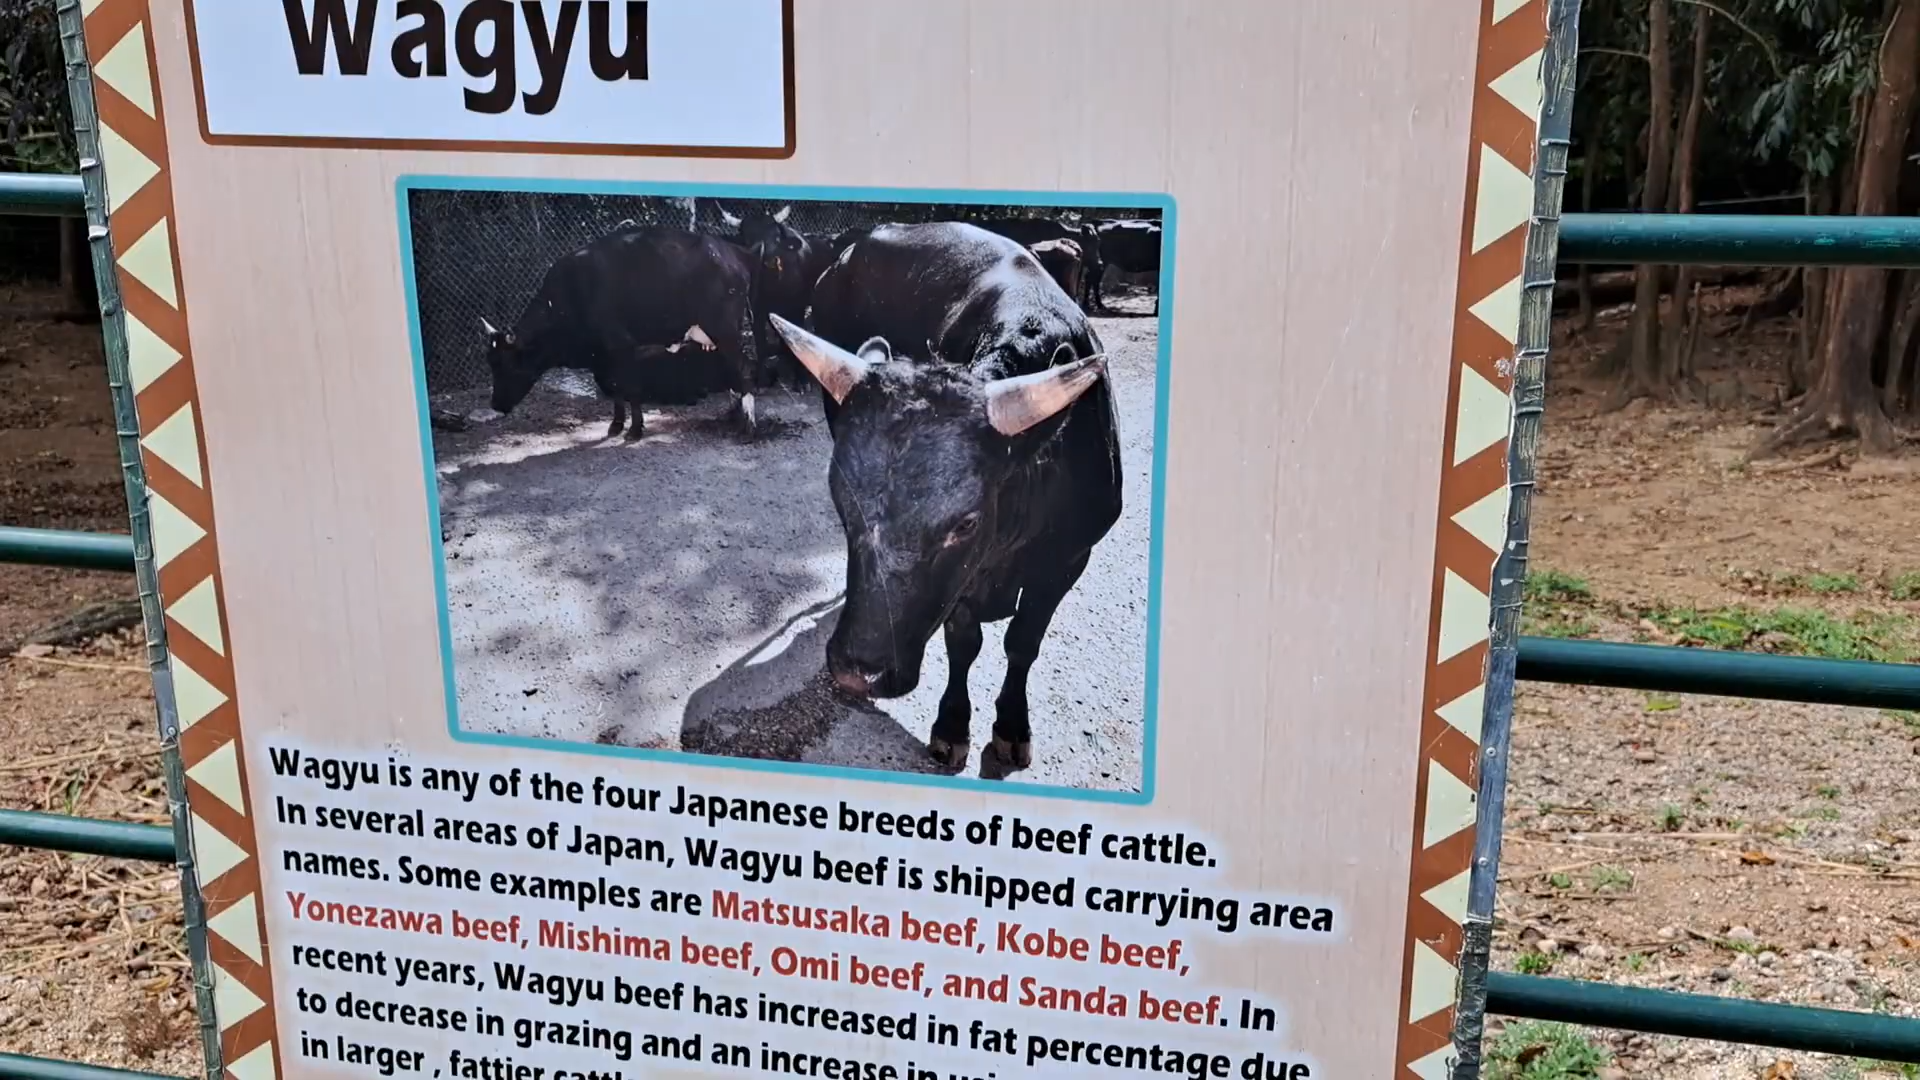 Wagyu
Wagyu is any of the four Japanese breeds of beef cattle.
In several areas of Japan, Wagyu beef is shipped carrying area
names. Some examples are Matsusaka beef, Kobe beef,
Yonezawa beef, Mishima beef, Omi beef, and Sanda beef. In
recent years, Wagyu beef has increased in fat percentage due
to decrease in grazing and an increase in
in larger , fattier